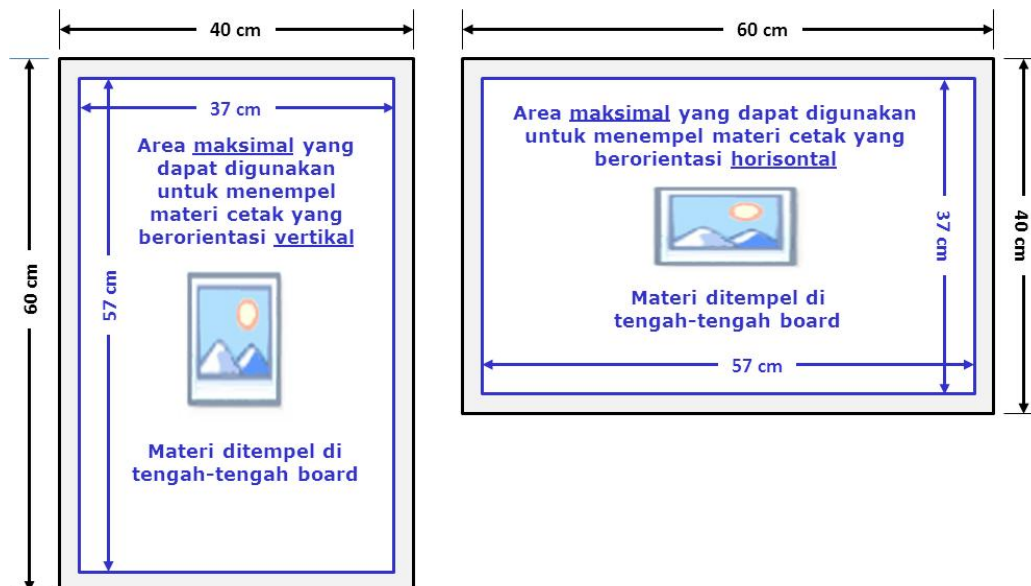 40 cm
60 cm
37 cm
57 cm
Area maksimal yang
dapat digunakan
untuk menempel
materi cetak yang
berorientasi vertikal
Materi ditempel di
tengah-tengah board
60 cm
40 cm
Area maksimal yang dapat digunakan
untuk menempel materi cetak yang
berorientasi horisontal
37 cm
Materi ditempel di
tengah-tengah board
57 cm